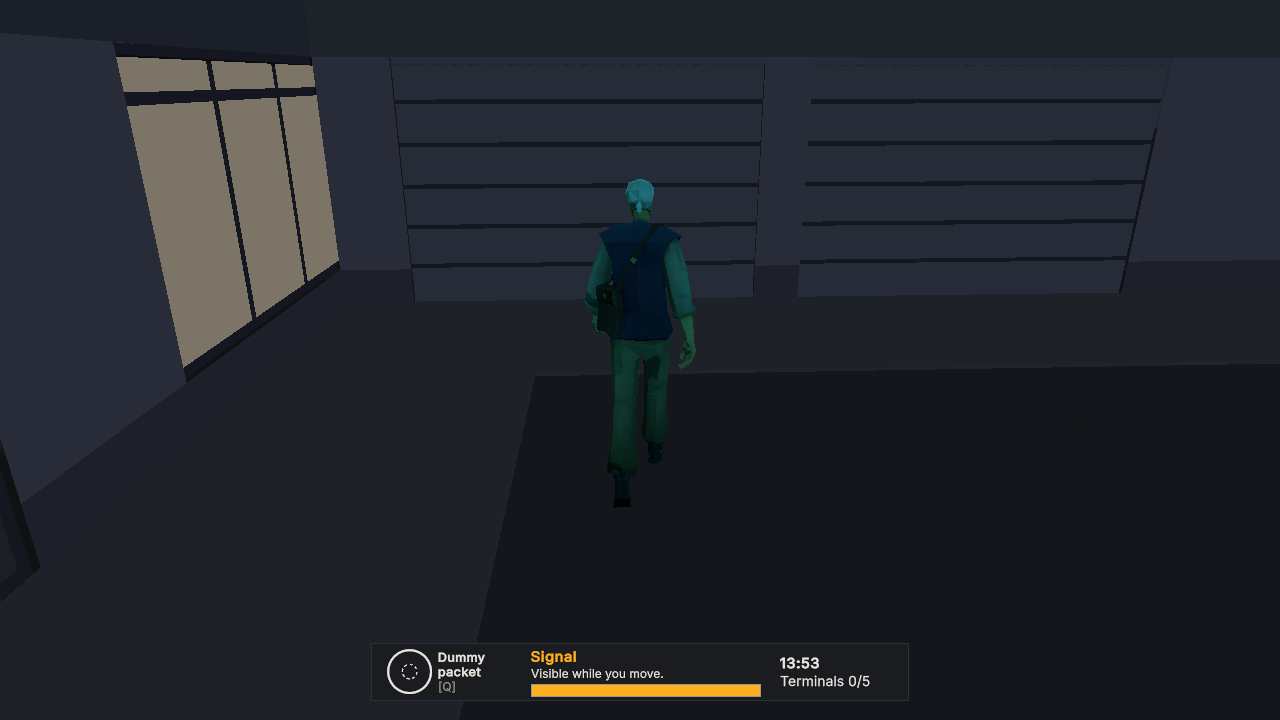 Dummy
packet
[Q]
Signal
Visible while you move.
13:53
Terminals 0/5